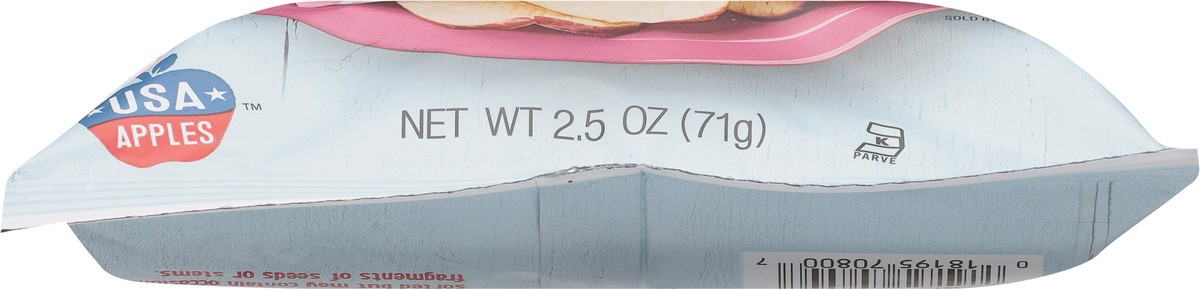 SOLD
USA
APPLES
TM
NET WT 2.5 OZ (71g)
K
PARVE
0 18195 70800 7
sorted but may contain occasion
fragments of seeds or stems.